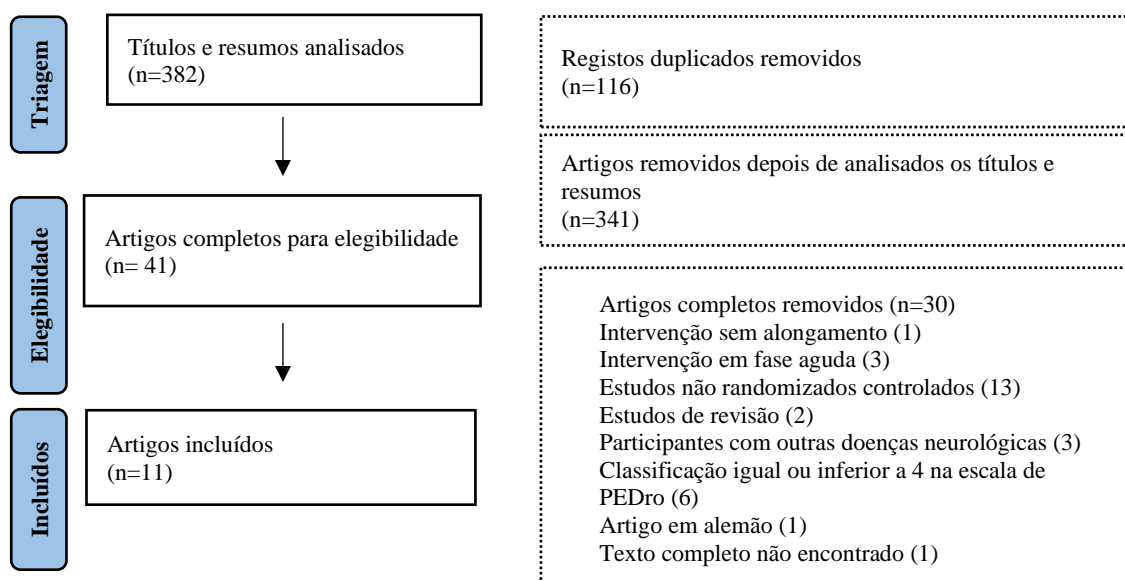 Triagem
Títulos e resumos analisados
(n=382)
Registos duplicados removidos
(n=116)
Artigos removidos depois de analisados os títulos e
resumos
(n=341)
Elegibilidade
Artigos completos para elegibilidade
(n= 41)
Artigos completos removidos (n=30)
Intervenção sem alongamento (1)
Intervenção em fase aguda (3)
Estudos não randomizados controlados (13)
Estudos de revisão (2)
Participantes com outras doenças neurológicas (3)
Classificação igual ou inferior a 4 na escala de
PEDro (6)
Artigo em alemão (1)
Texto completo não encontrado (1)
Incluídos
Artigos incluídos
(n=11)